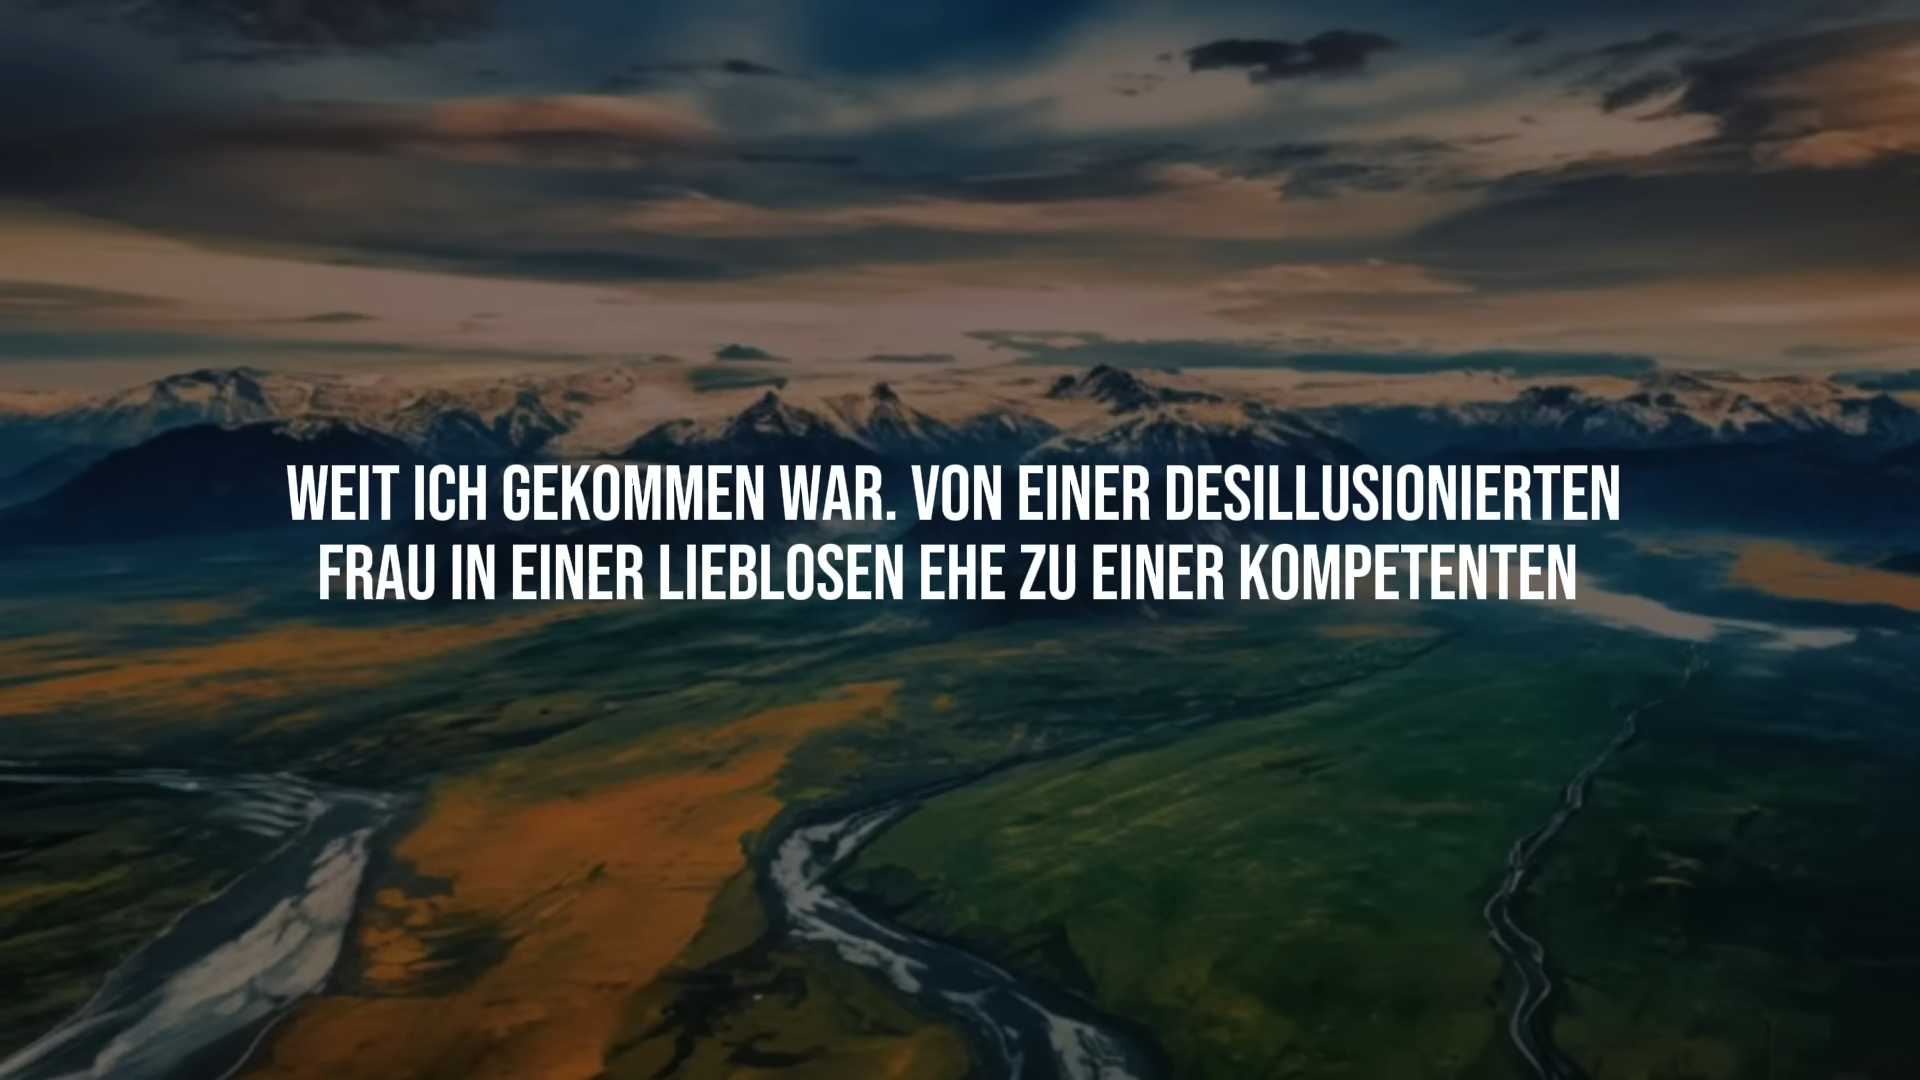 WEIT ICH GEKOMMEN WAR. VON EINER DESILLUSIONIERTEN
FRAU IN EINER LIEBLOSEN EHE ZU EINER KOMPETENTEN